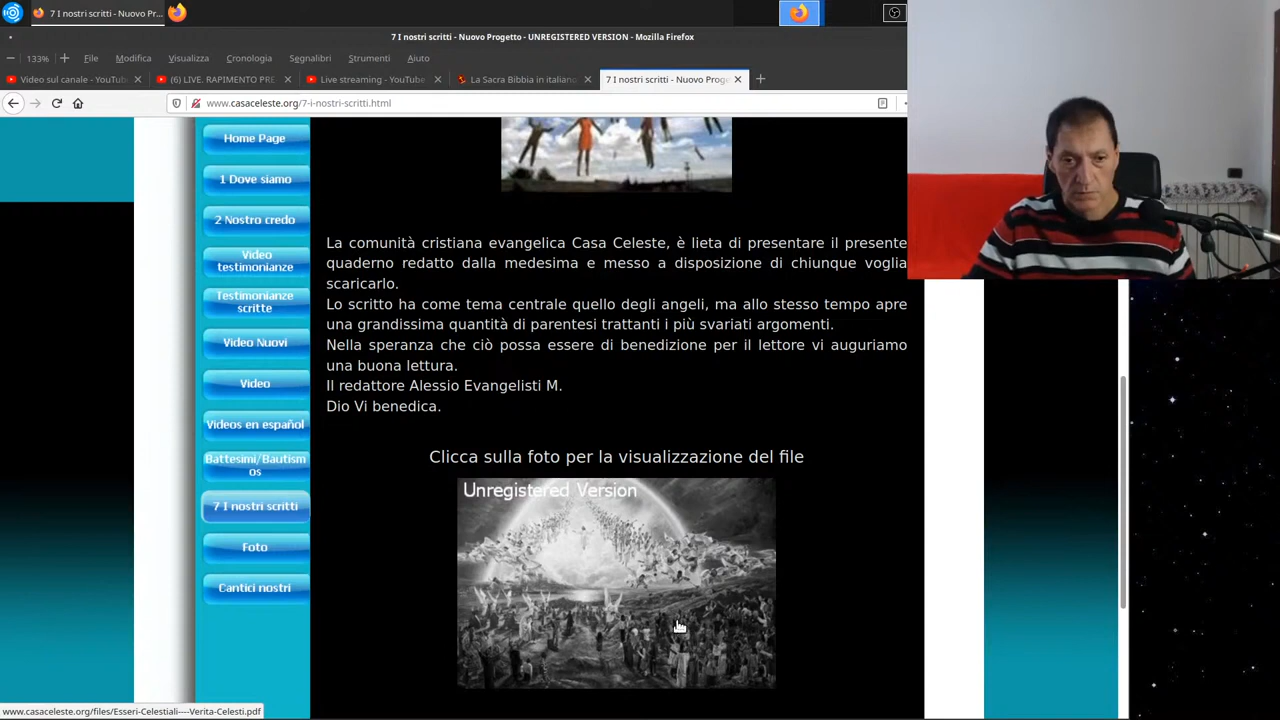 7 I nostri scritti - Nuovo Pr...
7 I nostri scritti - Nuovo Progetto - UNREGISTERED VERSION - Mozilla Firefox
133%
File Modifica Visualizza Cronologia Segnalibri Strumenti Aiuto
Video sul canale - YouTub
(6) LIVE. RAPIMENTO PRE-
Live streaming - YouTube
La Sacra Bibbia in italiano
7 I nostri scritti - Nuovo Proge
www.casaceleste.org/7-i-nostri-scritti.html
Home Page
1 Dove siamo
2 Nostro credo
Video
testimonianze
Testimonianze
scritte
Video Nuovi
Video
Videos en español
Battesimi/Bautism
os
7 I nostri scritti
Foto
Cantici nostri
La comunità cristiana evangelica Casa Celeste, è lieta di presentare il presente
quaderno redatto dalla medesima e messo a disposizione di chiunque voglia
scaricarlo.
Lo scritto ha come tema centrale quello degli angeli, ma allo stesso tempo apre
una grandissima quantità di parentesi trattanti i più svariati argomenti.
Nella speranza che ciò possa essere di benedizione per il lettore vi auguriamo
una buona lettura.
Il redattore Alessio Evangelisti M.
Dio Vi benedica.
Clicca sulla foto per la visualizzazione del file
Unregistered Version
www.casaceleste.org/files/Esseri-Celestiali----Verita-Celesti.pdf